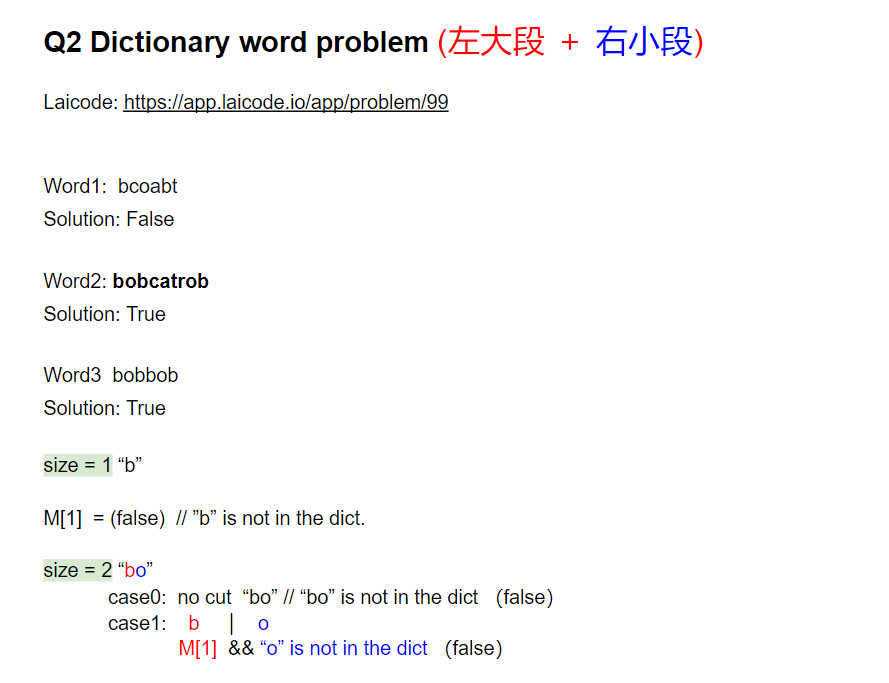 Q2 Dictionary word problem (左大段 + 右小段)
Laicode: https://app.laicode.io/app/problem/99
Word1: bcoabt
Solution: False
Word2: bobcatrob
Solution: True
Word3 bobbob
Solution: True
size = 1 “b”
M[1] = (false) // ”b” is not in the dict.
size = 2 “bo”
case0: no cut “bo” // “bo” is not in the dict (false)
case1: b | o
M[1] && “o” is not in the dict (false)